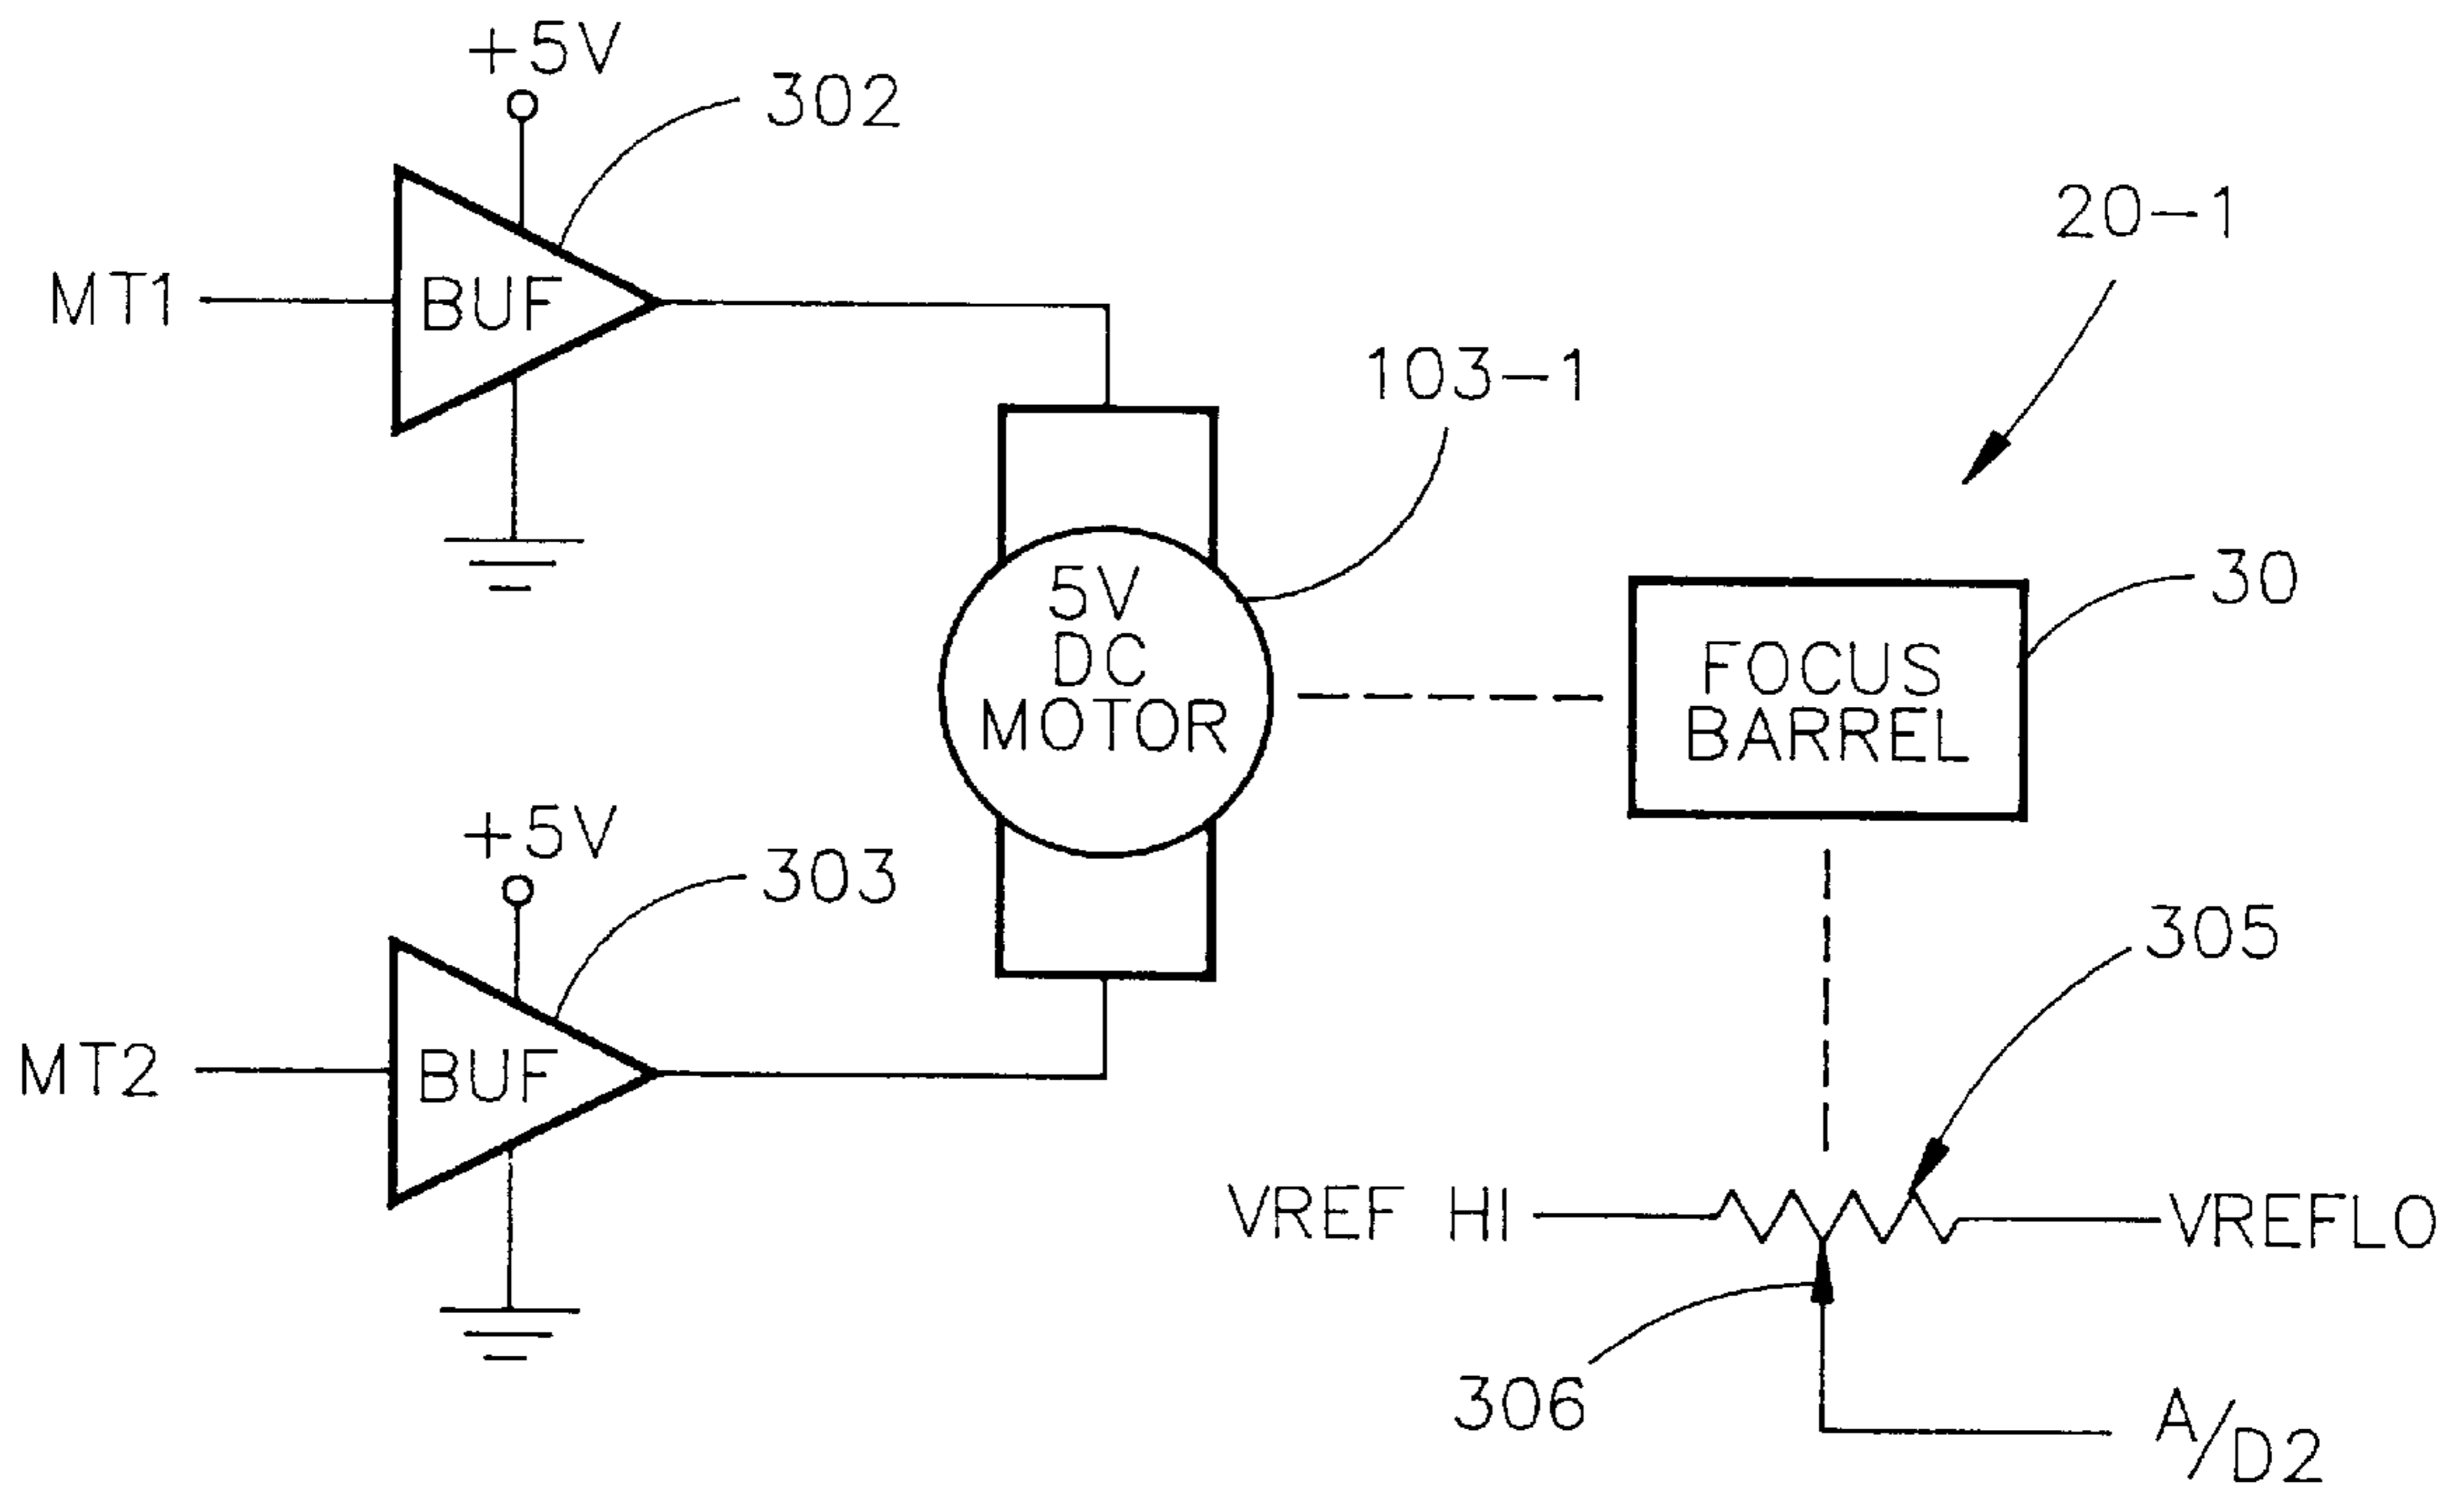 +5V
302
MT1
BUF
20-1
103-1
5V
DC
MOTOR
30
FOCUS
BARREL
+5V
303
305
MT2
BUF
VREF HI
VREFLO
306
A/D2